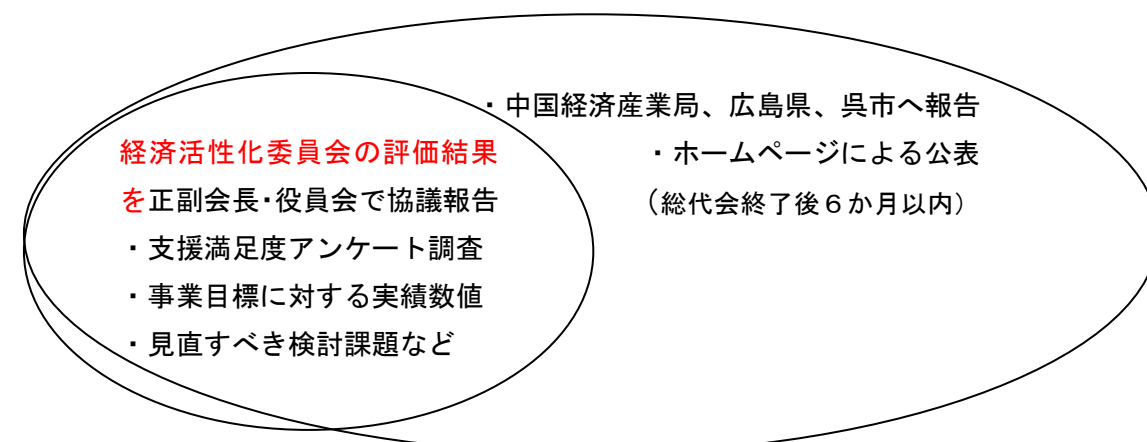 経済活性化委員会の評価結果
を正副会長・役員会で協議報告
・支援満足度アンケート調査
・事業目標に対する実績数値
・見直すべき検討課題など
・中国経済産業局、広島県、呉市へ報告
・ホームページによる公表
（総代会終了後６か月以内）